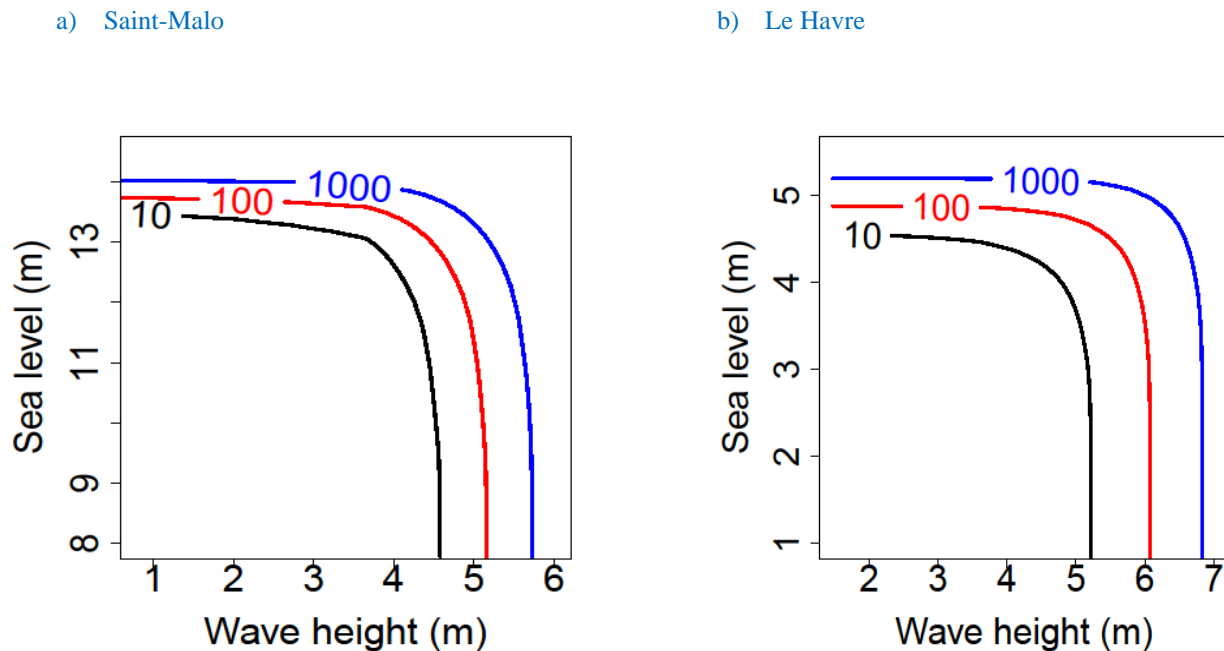 a) Saint-Malo
b) Le Havre
1000
100
10
13
11
9
8
Sea level (m)
1 2 3 4 5 6
Wave height (m)
1000
100
10
5
4
3
2
1
Sea level (m)
2 3 4 5 6 7
Wave height (m)